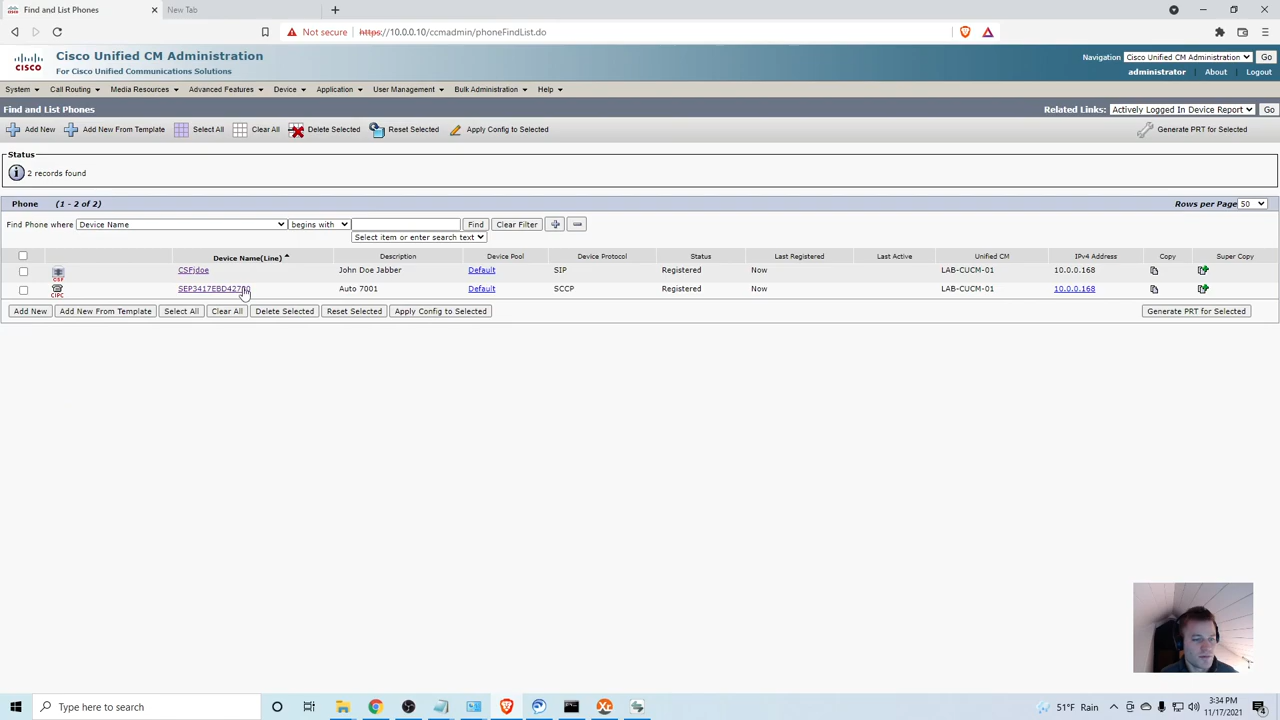 Find and List Phones
New Tab
Not secure
https://10.0.0.10/ccmadmin/phoneFindList.do
CISCO
Cisco Unified CM Administration
For Cisco Unified Communications Solutions
Navigation Cisco Unified CM Administration Go
administrator About Logout
System Call Routing Media Resources Advanced Features Device Application User Management Bulk Administration Help
Find and List Phones
Related Links: Actively Logged In Device Report Go
Add New Add New From Template Select All Clear All Delete Selected Reset Selected Apply Config to Selected Generate PRT for Selected
Status
2 records found
Phone (1 - 2 of 2) Rows per Page 50
Find Phone where Device Name begins with Find Clear Filter
Select item or enter search text
Device Name(Line) Description Device Pool Device Protocol Status Last Registered Last Active Unified CM IPv4 Address Copy Super Copy
CSF CSFjdoe John Doe Jabber Default SIP Registered Now LAB-CUCM-01 10.0.0.168
CIPC Auto 7001 Default SCCP Registered Now LAB-CUCM-01 10.0.0.168
Add New Add New From Template Select All Clear All Delete Selected Reset Selected Apply Config to Selected Generate PRT for Selected
Type here to search
51°F Rain
3:34 PM
11/17/2021